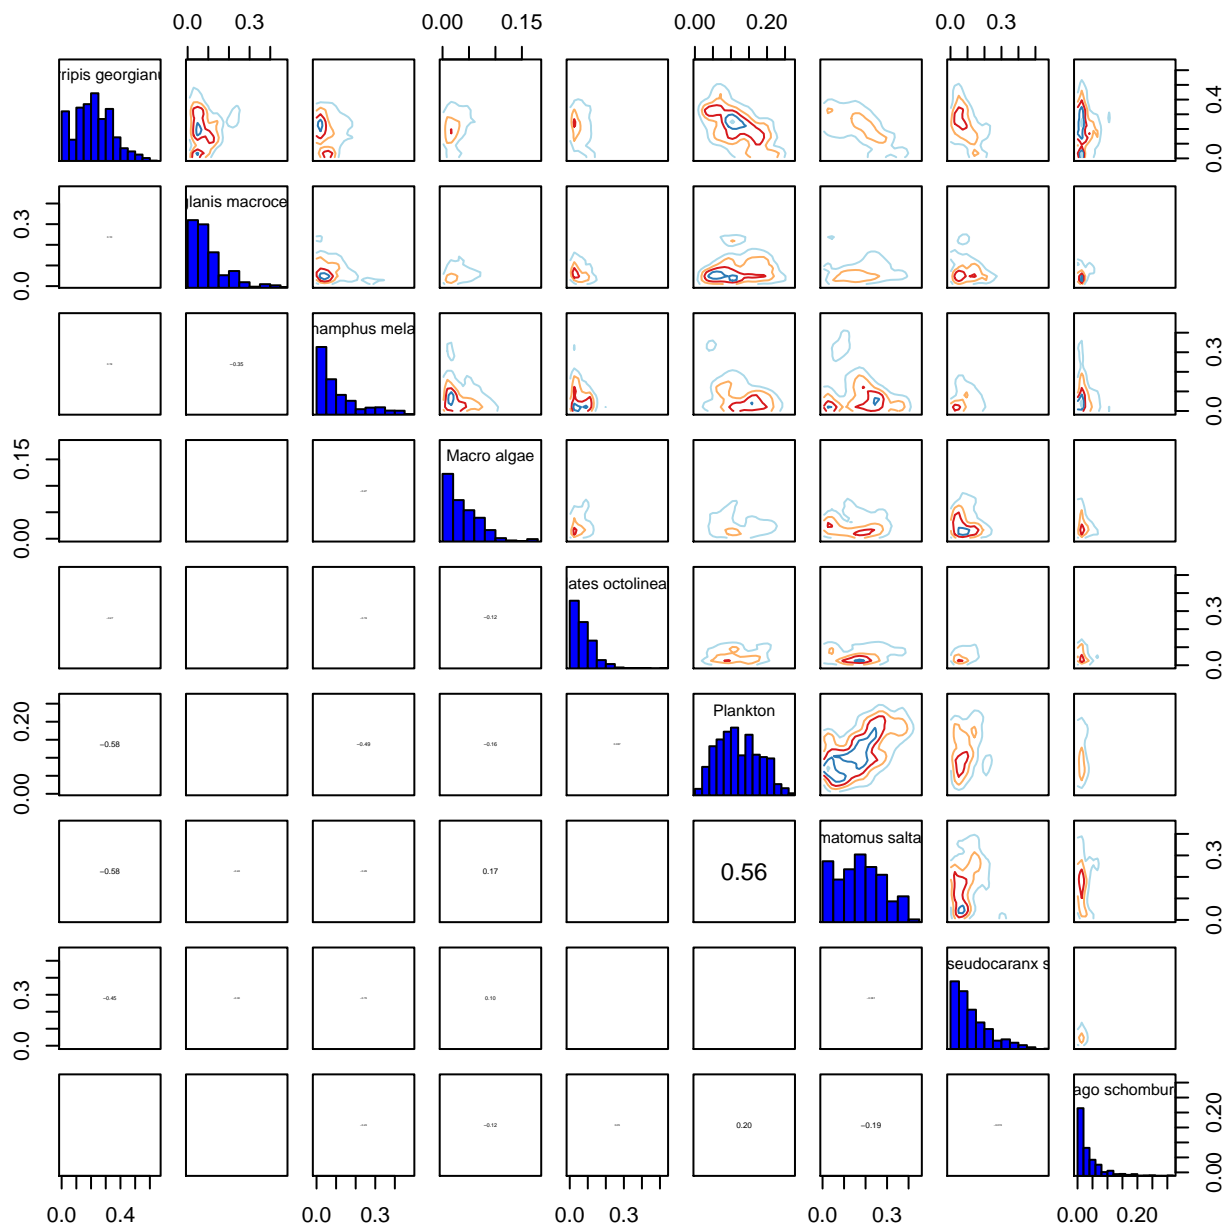 0.0 0.3 0.00 0.15 0.00 0.20 0.0 0.3
ripis georgianu
0.0 0.4
lanis macroce
0.0 0.3
namphus mela
−0.35
0.0 0.3
Macro algae
0.00 0.15
ates octolinea
−0.12
0.0 0.3
Plankton
0.00 0.20
−0.58 −0.49 −0.16
matomus salta
−0.58 0.17 0.56
0.0 0.3
seudocaranx s
0.0 0.3
−0.45 0.10
ago schombur
−0.12 0.20 −0.19
0.00 0.20
0.0 0.4 0.0 0.3 0.0 0.3 0.0 0.3 0.00 0.20